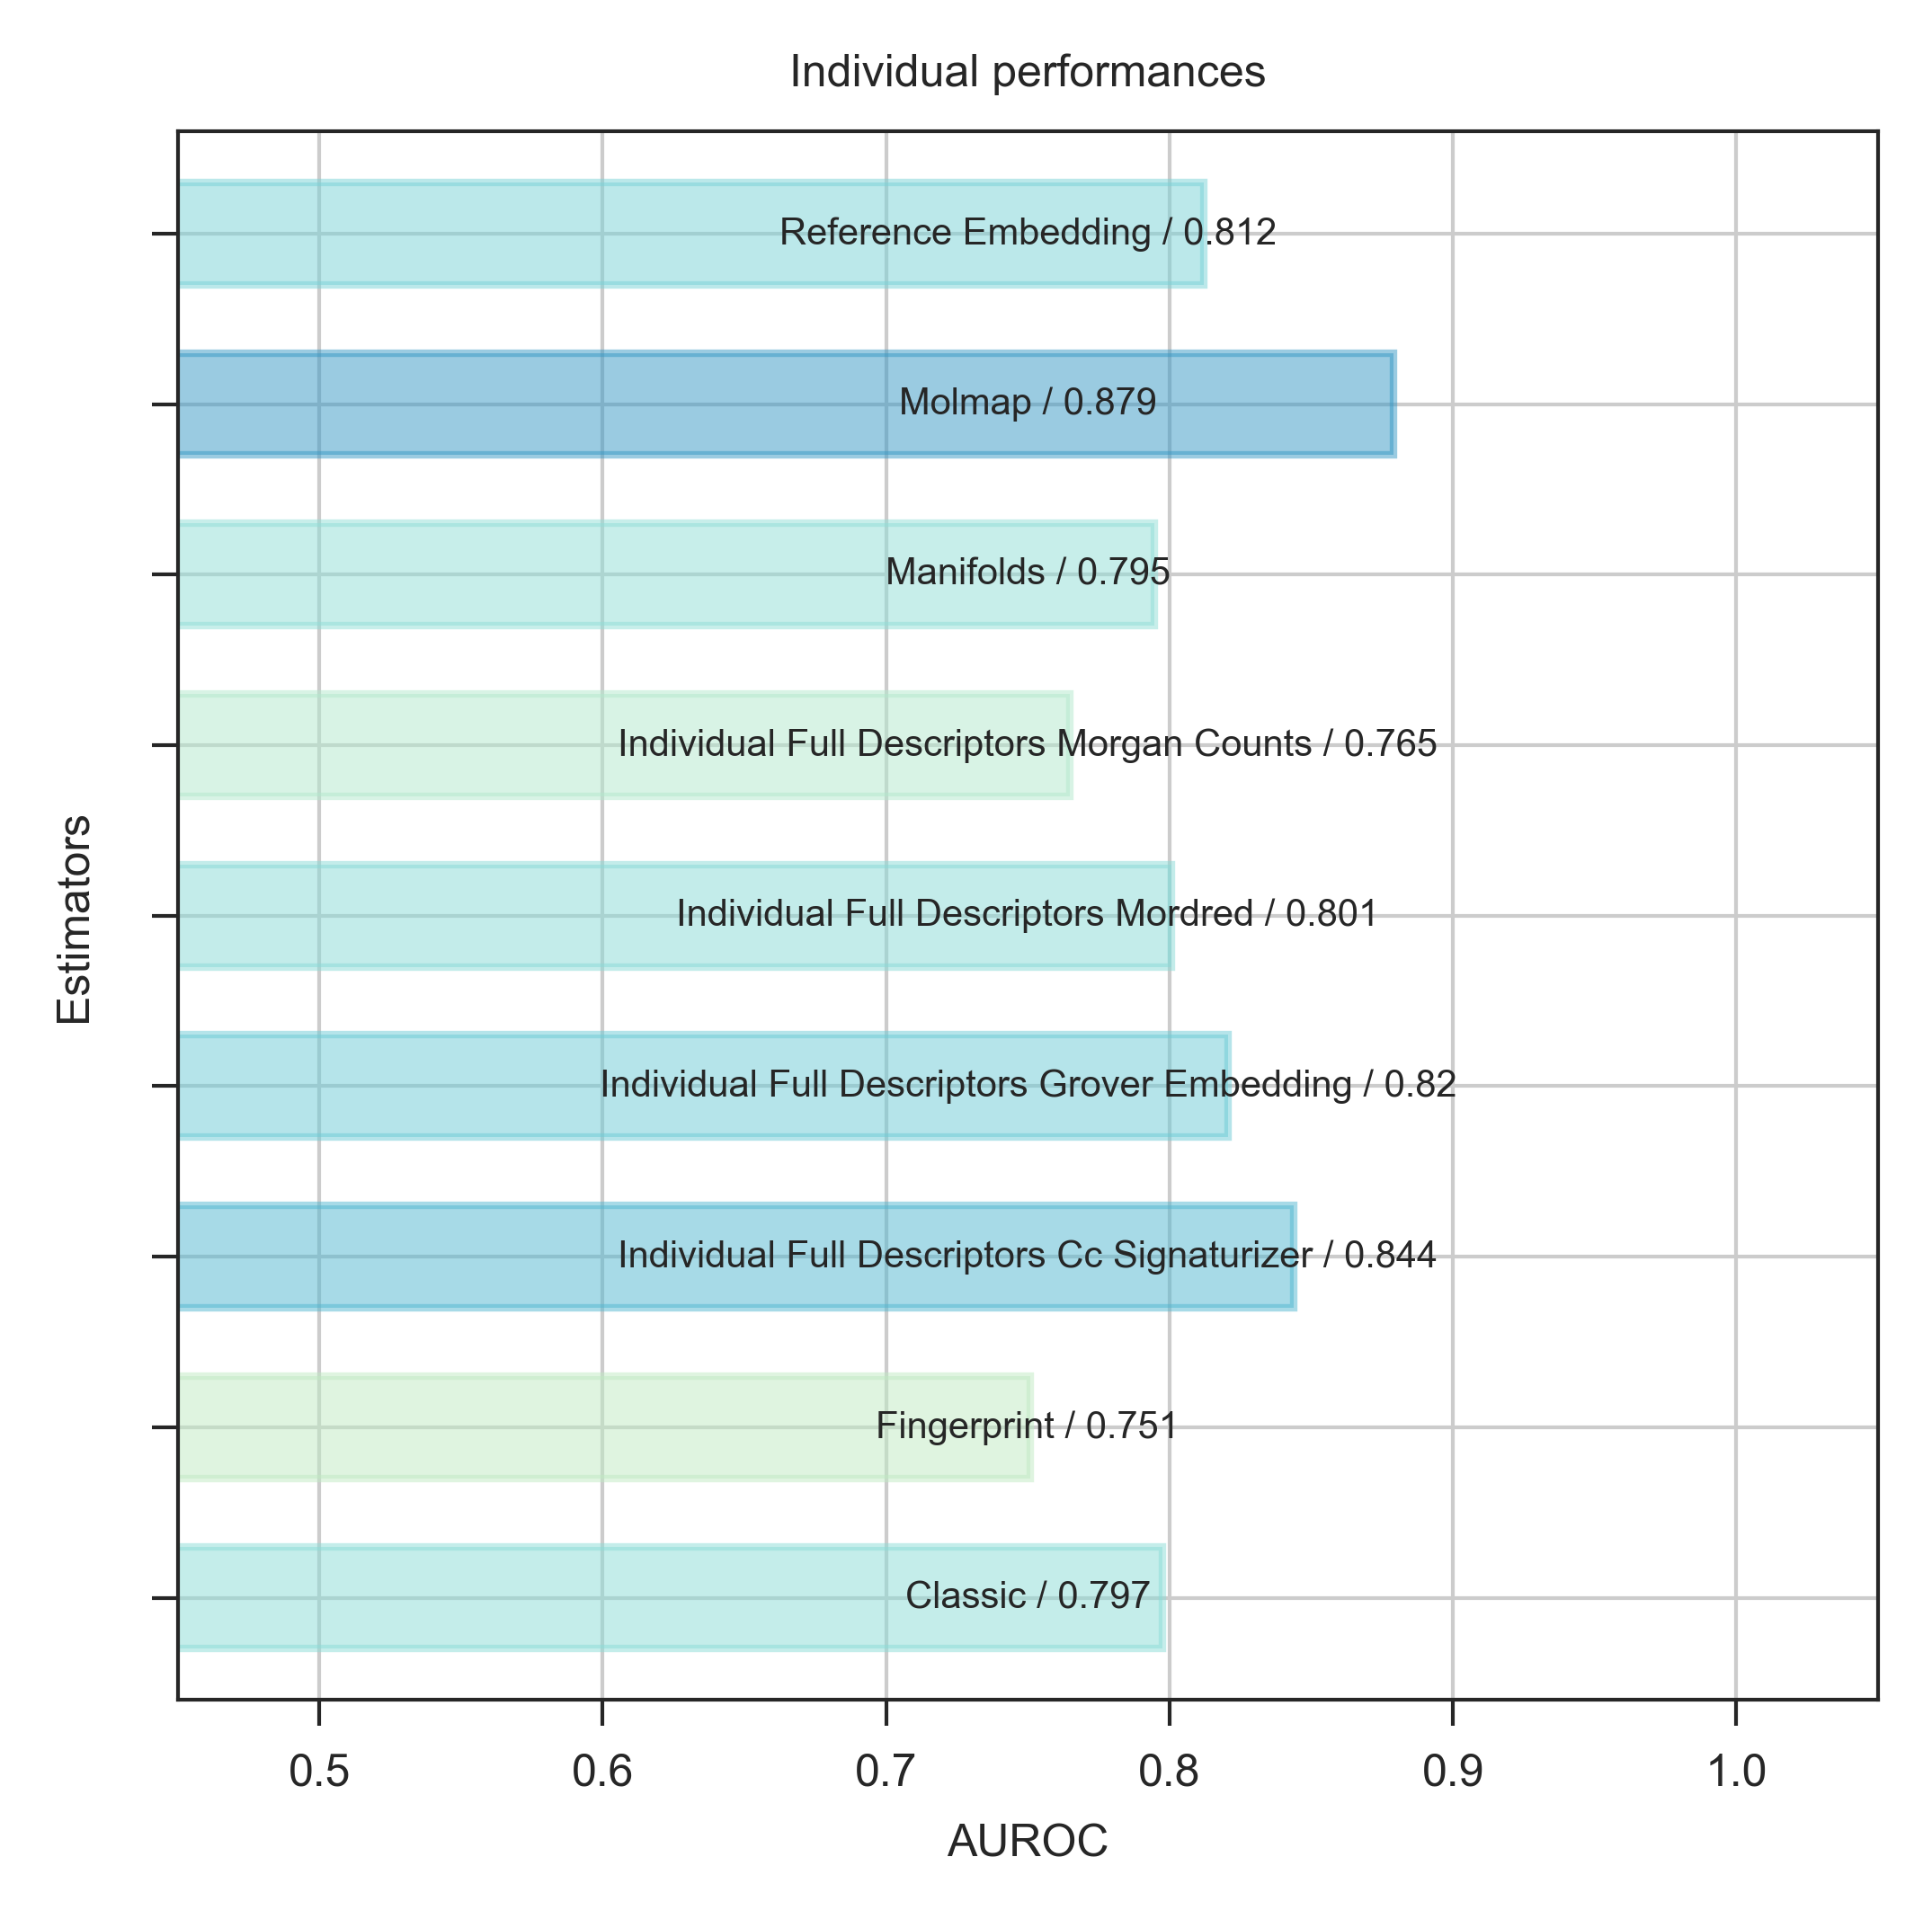 Individual performances
Reference Embedding / 0.812
Molmap / 0.879
Manifolds / 0.795
Individual Full Descriptors Morgan Counts / 0.765
Individual Full Descriptors Mordred / 0.801
Individual Full Descriptors Grover Embedding / 0.82
Individual Full Descriptors Cc Signaturizer / 0.844
Fingerprint / 0.751
Classic / 0.797
Estimators
0.5 0.6 0.7 0.8 0.9 1.0
AUROC